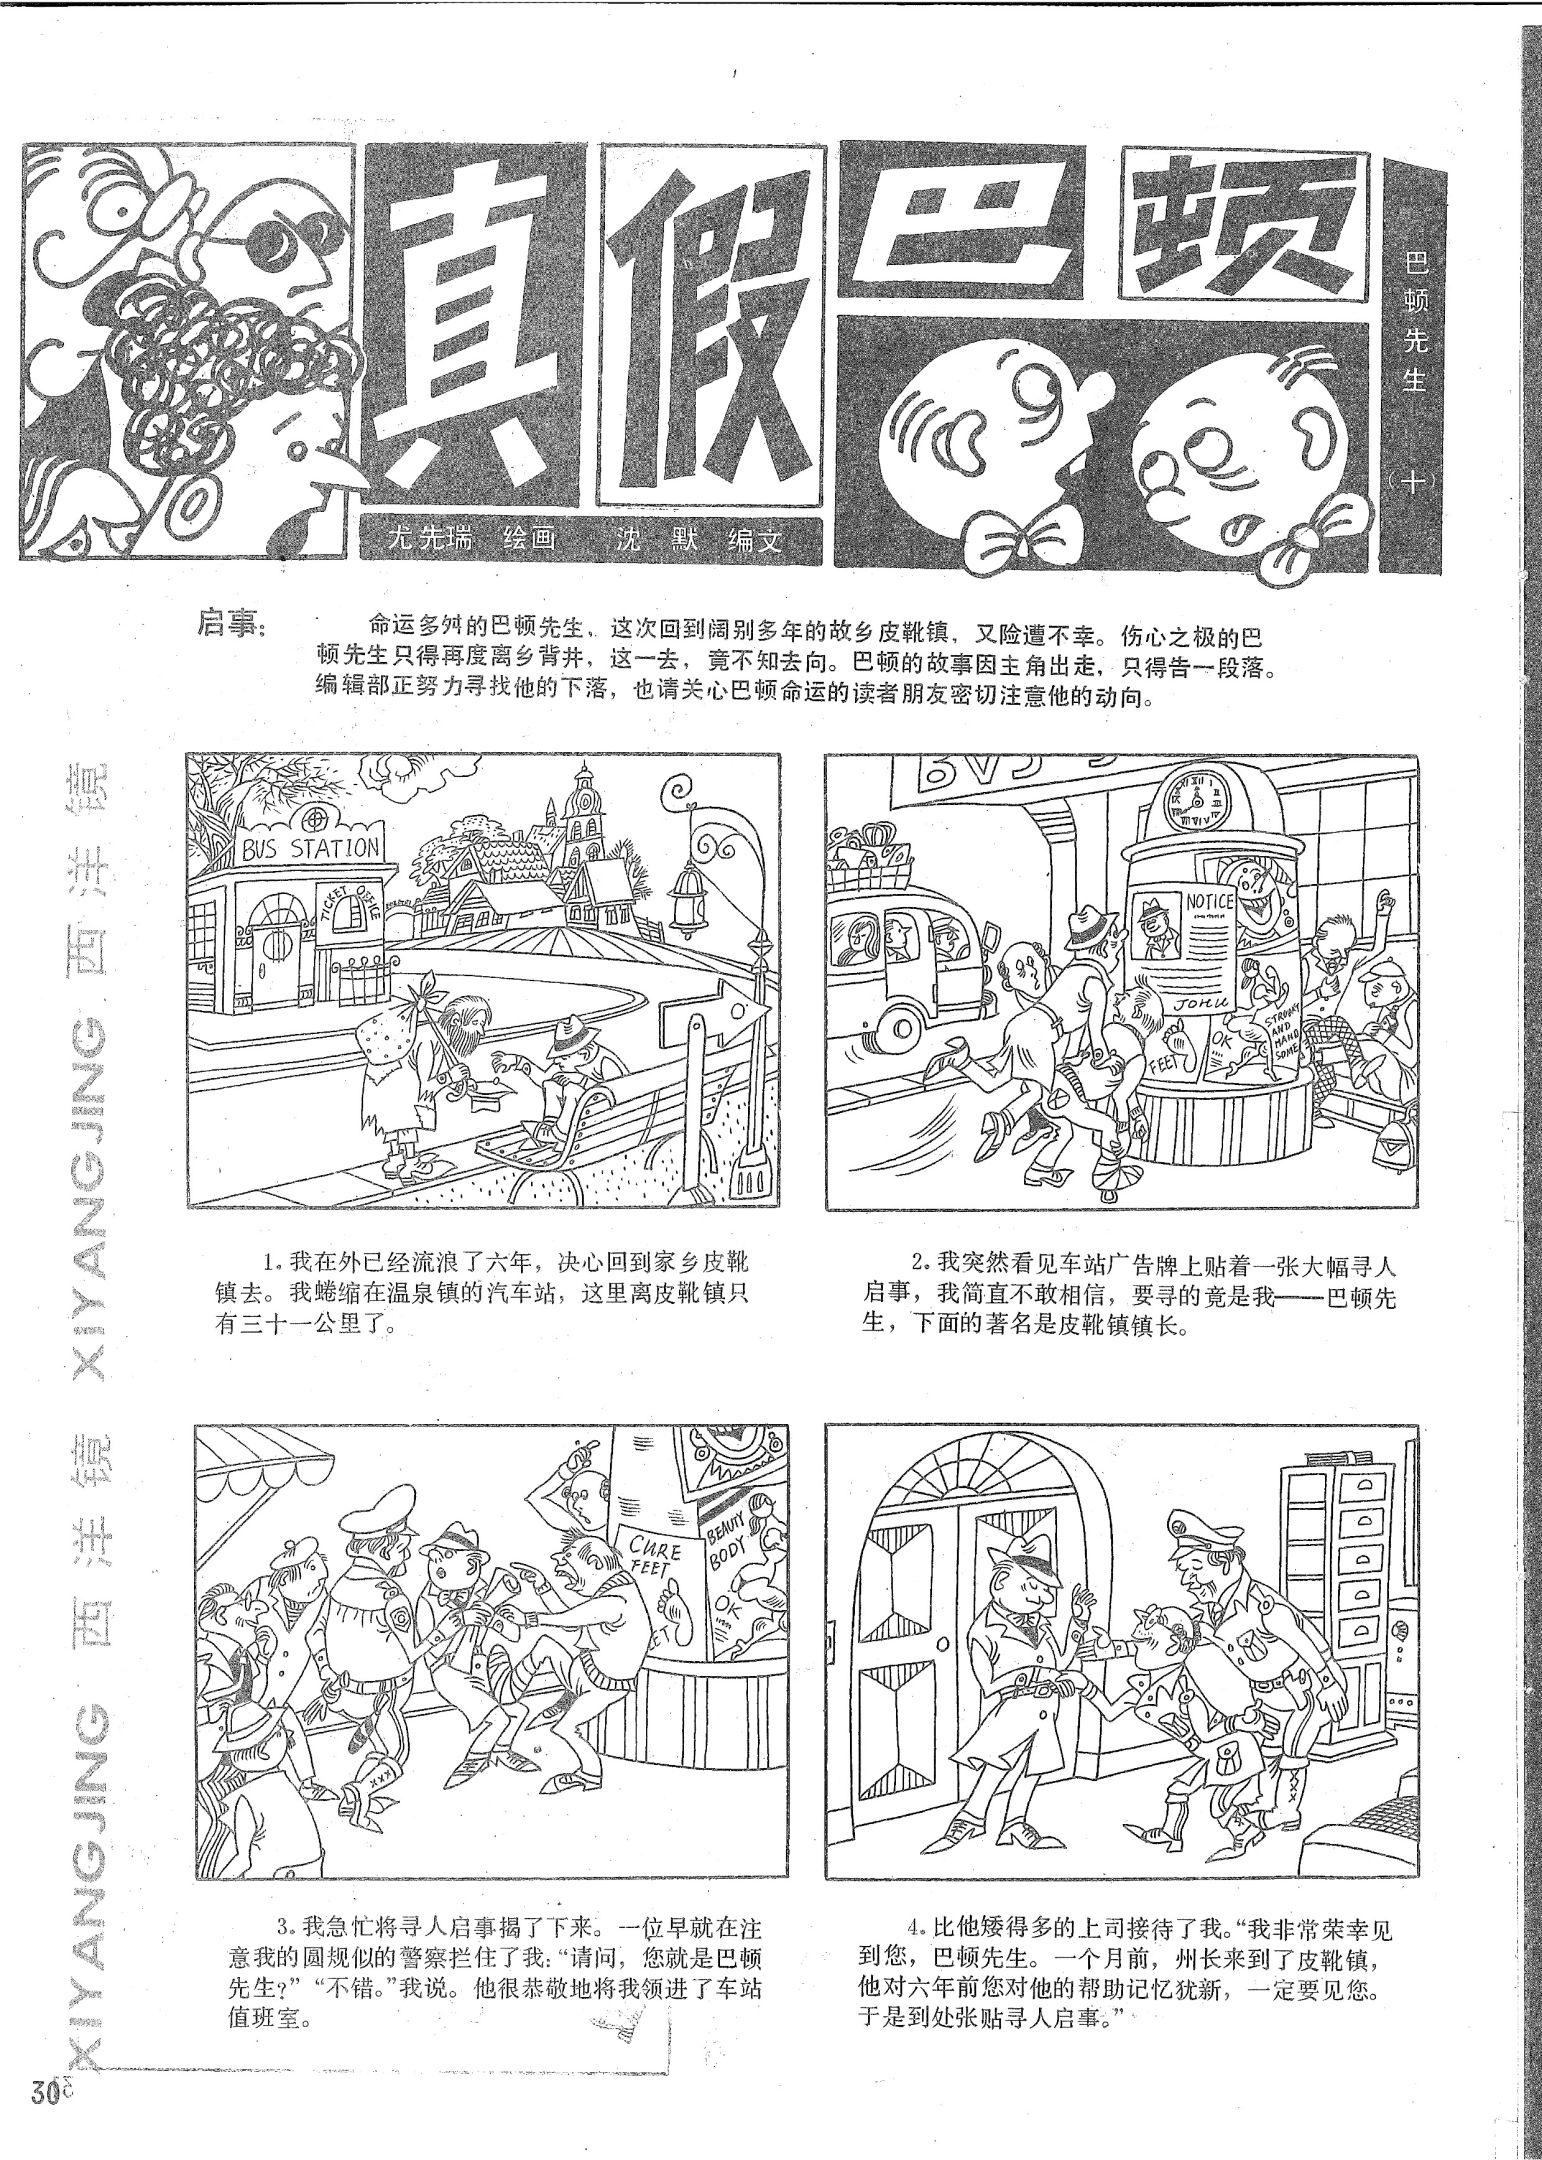 真假巴顿
巴顿先生（十）
尤先瑞 绘画 沈默 编文
启事：
命运多舛的巴顿先生，这次回到阔别多年的故乡皮靴镇，又险遭不幸。伤心之极的巴
顿先生只得再度离乡背井，这一去，竟不知去向。巴顿的故事因主角出走，只得告一段落。
编辑部正努力寻找他的下落，也请关心巴顿命运的读者朋友密切注意他的动向。
BUS STATION
TICKET OFFICE
BUS S
NOTICE
JOHU
FEET
OK
STRONG
AND
HAND
SOME
1.我在外已经流浪了六年，决心回到家乡皮靴
镇去。我蜷缩在温泉镇的汽车站，这里离皮靴镇只
有三十一公里了。
2.我突然看见车站广告牌上贴着一张大幅寻人
启事，我简直不敢相信，要寻的竟是我——巴顿先
生，下面的著名是皮靴镇镇长。
CURE
FEET
BEAUTY
BODY
OK
XXX
3.我急忙将寻人启事揭了下来。一位早就在注
意我的圆规似的警察拦住了我：“请问，您就是巴顿
先生？”“不错。”我说。他很恭敬地将我领进了车站
值班室。
4.比他矮得多的上司接待了我。“我非常荣幸见
到您，巴顿先生。一个月前，州长来到了皮靴镇，
他对六年前您对他的帮助记忆犹新，一定要见您。
于是到处张贴寻人启事。”
XIYANGJING 西洋镜 XIYANGJING 西洋镜
30